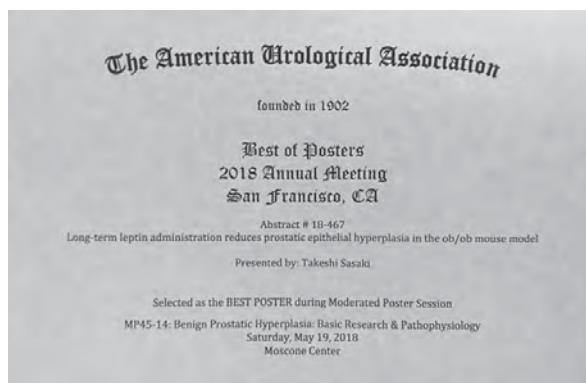 The American Urological Association
founded in 1902
Best of Posters
2018 Annual Meeting
San Francisco, CA
Abstract # 18-467
Long-term leptin administration reduces prostatic epithelial hyperplasia in the ob/ob mouse model
Presented by: Takeshi Sasaki
Selected as the BEST POSTER during Moderated Poster Session
MP45-14: Benign Prostatic Hyperplasia: Basic Research & Pathophysiology
Saturday, May 19, 2018
Moscone Center